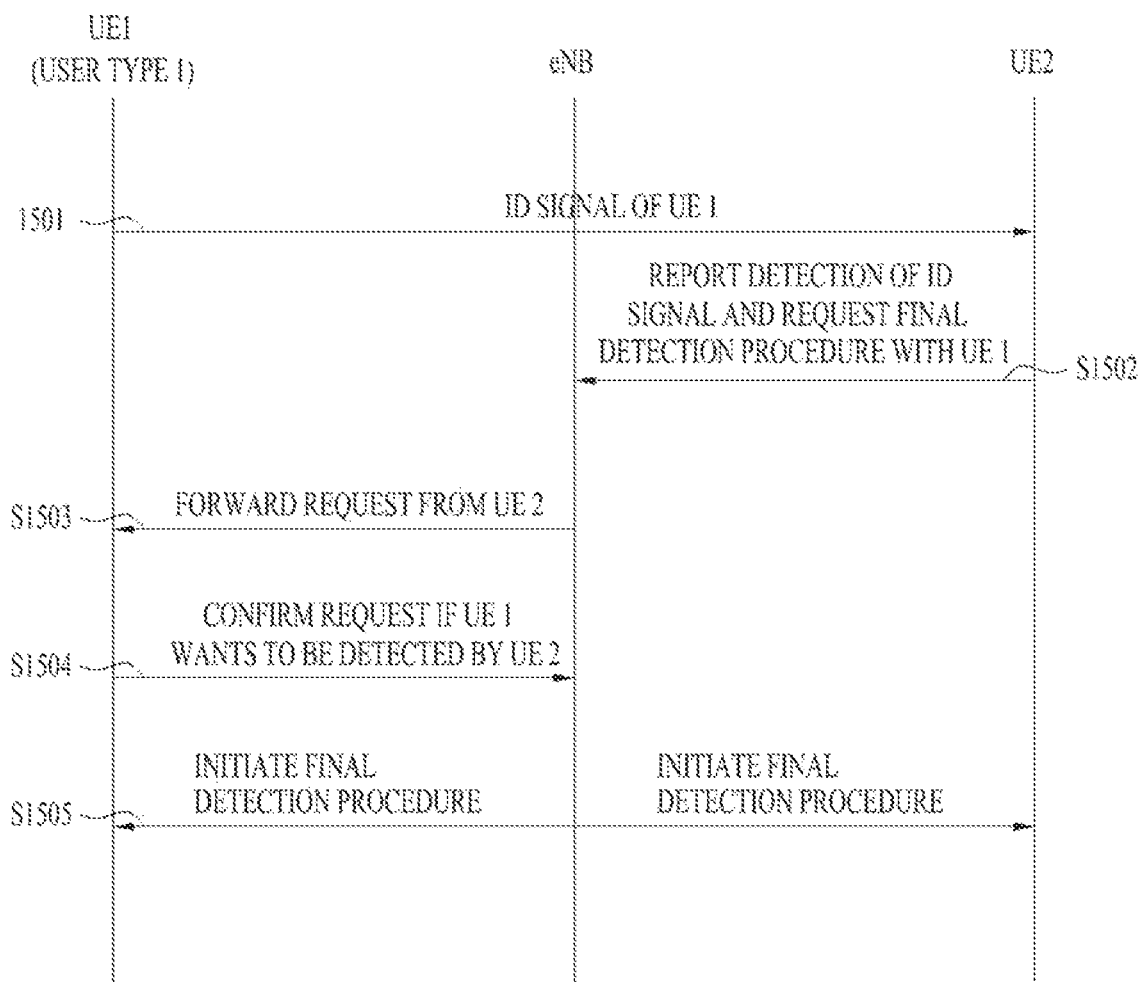 UE1
(USER TYPE 1)
eNB
UE2
1501
ID SIGNAL OF UE 1
REPORT DETECTION OF ID
SIGNAL AND REQUEST FINAL
DETECTION PROCEDURE WITH UE 1
S1502
S1503
FORWARD REQUEST FROM UE 2
CONFIRM REQUEST IF UE 1
WANTS TO BE DETECTED BY UE 2
S1504
INITIATE FINAL
DETECTION PROCEDURE
INITIATE FINAL
DETECTION PROCEDURE
S1505